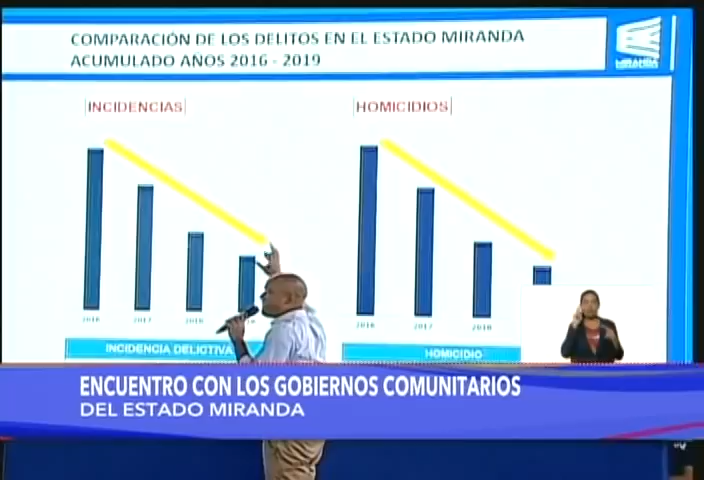 COMPARACIÓN DE LOS DELITOS EN EL ESTADO MIRANDA
ACUMULADO AÑOS 2016 - 2019
MIRANDA
INCIDENCIAS
HOMICIDIOS
2016 2017 2018
2016 2017 2018
INCIDENCIA DELICTIVA
HOMICIDIO
ENCUENTRO CON LOS GOBIERNOS COMUNITARIOS
DEL ESTADO MIRANDA